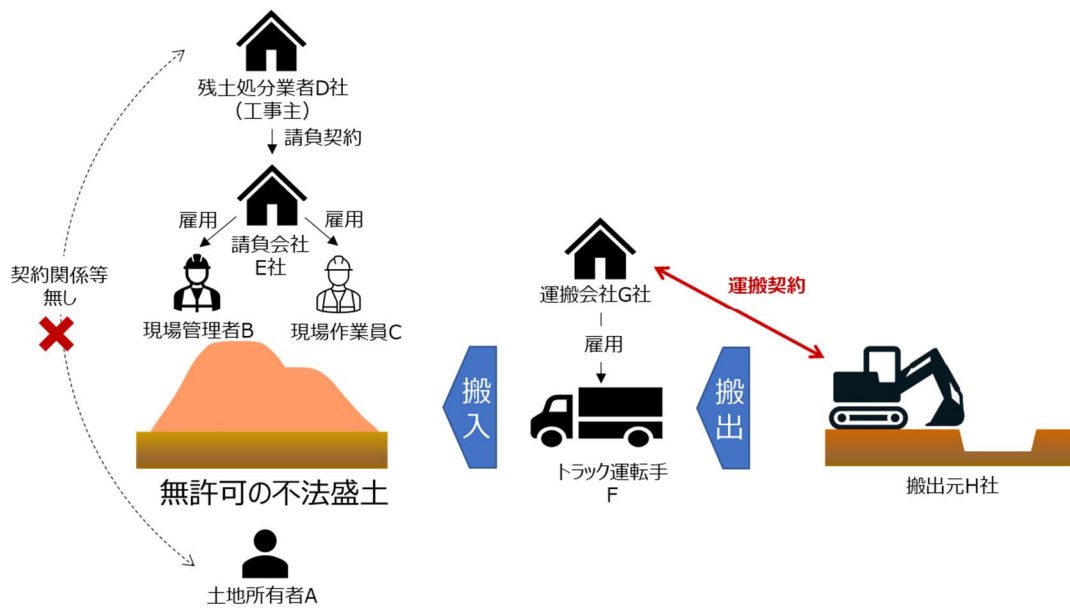 残土処分業者D社
（工事主）
請負契約
雇用
雇用
請負会社
E社
契約関係等
無し
現場管理者B
現場作業員C
無許可の不法盛土
土地所有者A
搬入
運搬会社G社
雇用
トラック運転手
F
運搬契約
搬出
搬出元H社